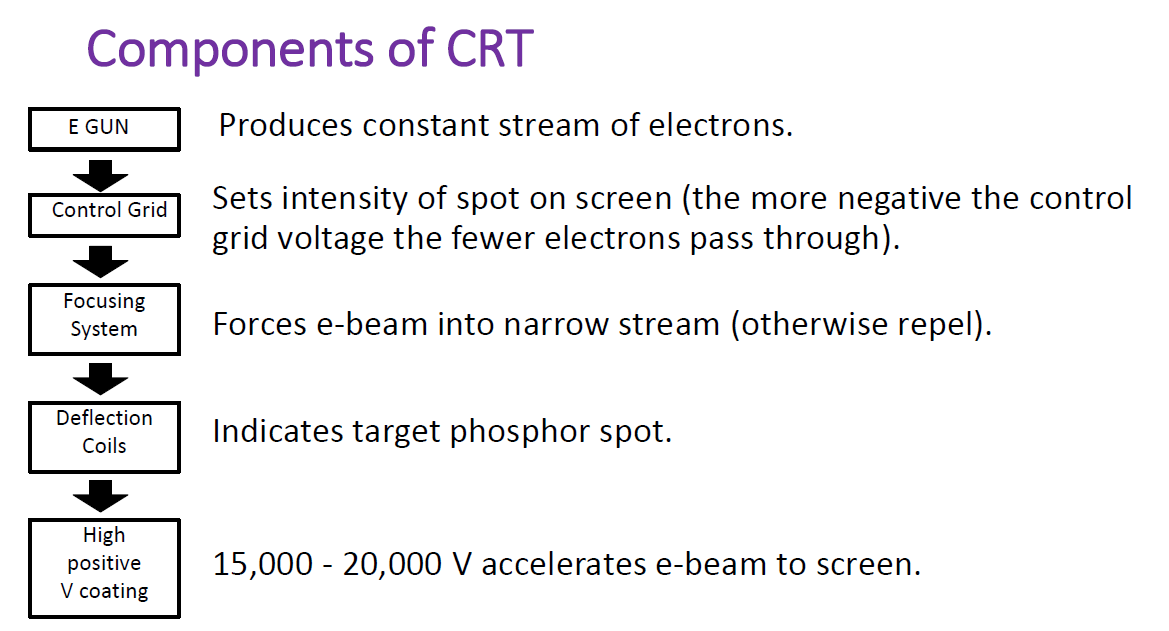 Components of CRT
E GUN
Produces constant stream of electrons.
Control Grid
Sets intensity of spot on screen (the more negative the control
grid voltage the fewer electrons pass through).
Focusing
System
Forces e-beam into narrow stream (otherwise repel).
Deflection
Coils
Indicates target phosphor spot.
High
positive
V coating
15,000 - 20,000 V accelerates e-beam to screen.